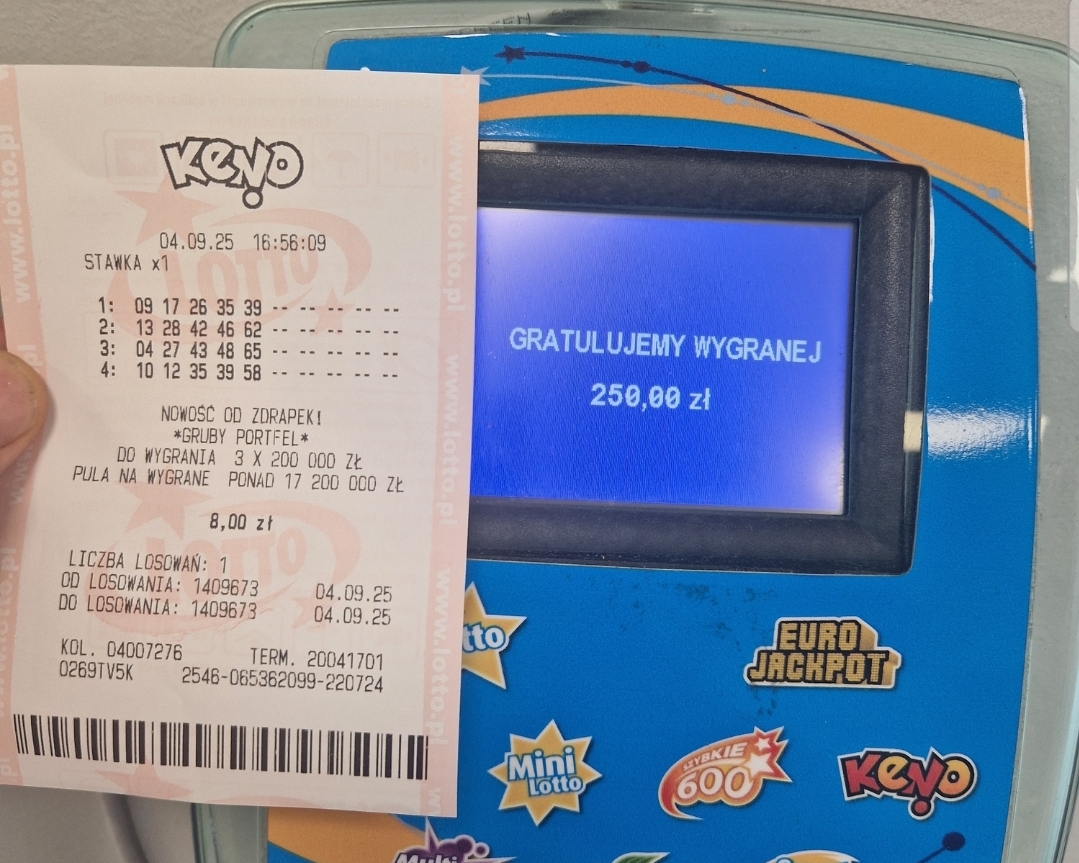 KENO
04.09.25 16:56:09
STAWKA x1
1: 09 17 26 35 39 -- -- -- -- --
2: 13 28 42 46 62 -- -- -- -- --
3: 04 27 43 48 65 -- -- -- -- --
4: 10 12 35 39 58 -- -- -- -- --
NOWOŚĆ OD ZDRAPEK!
*GRUBY PORTFEL*
DO WYGRANIA 3 X 200 000 ZŁ
PULA NA WYGRANE PONAD 17 200 000 ZŁ
8,00 zł
LICZBA LOSOWAŃ: 1
OD LOSOWANIA: 1409673 04.09.25
DO LOSOWANIA: 1409673 04.09.25
KOL. 04007276 TERM. 20041701
0269TV5K 2546-065362099-220724
www.lotto.pl
LOTTO
LOTTO
GRATULUJEMY WYGRANEJ
250,00 zł
tto
EURO
JACKPOT
Mini
Lotto
SZYBKIE
600
KENO
Multi